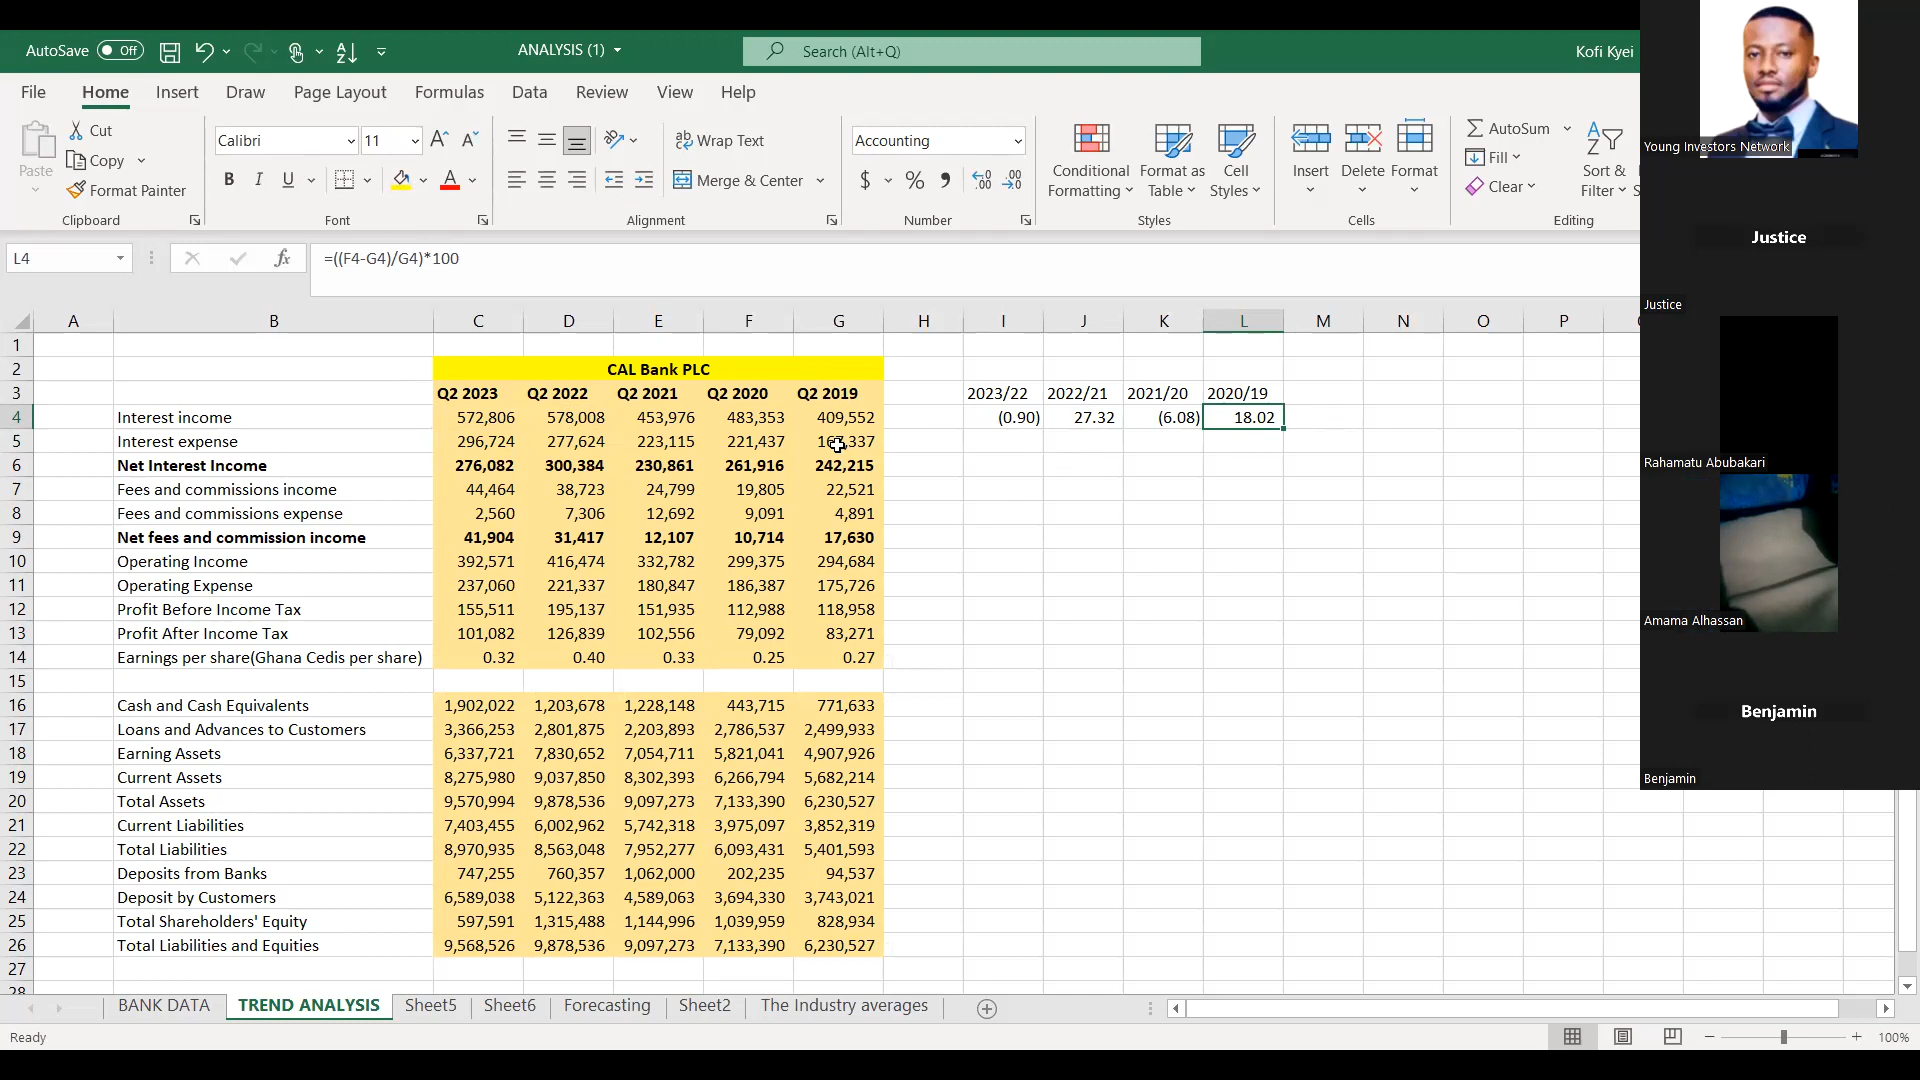 AutoSave Off ANALYSIS (1) Search (Alt+Q) Kofi Kyei
File Home Insert Draw Page Layout Formulas Data Review View Help
Paste Cut Copy Format Painter Clipboard
Calibri 11 B I U Font
Wrap Text Merge & Center Alignment
Accounting $ % Number
Conditional Formatting Format as Table Cell Styles Styles
Insert Delete Format Cells
AutoSum Fill Clear Sort & Filter Editing
L4 fx =((F4-G4)/G4)*100
A B C D E F G H I J K L M N O P
1
2 CAL Bank PLC
3 Q2 2023 Q2 2022 Q2 2021 Q2 2020 Q2 2019 2023/22 2022/21 2021/20 2020/19
4 Interest income 572,806 578,008 453,976 483,353 409,552 (0.90) 27.32 (6.08) 18.02
5 Interest expense 296,724 277,624 223,115 221,437
6 Net Interest Income 276,082 300,384 230,861 261,916 242,215
7 Fees and commissions income 44,464 38,723 24,799 19,805 22,521
8 Fees and commissions expense 2,560 7,306 12,692 9,091 4,891
9 Net fees and commission income 41,904 31,417 12,107 10,714 17,630
10 Operating Income 392,571 416,474 332,782 299,375 294,684
11 Operating Expense 237,060 221,337 180,847 186,387 175,726
12 Profit Before Income Tax 155,511 195,137 151,935 112,988 118,958
13 Profit After Income Tax 101,082 126,839 102,556 79,092 83,271
14 Earnings per share(Ghana Cedis per share) 0.32 0.40 0.33 0.25 0.27
15
16 Cash and Cash Equivalents 1,902,022 1,203,678 1,228,148 443,715 771,633
17 Loans and Advances to Customers 3,366,253 2,801,875 2,203,893 2,786,537 2,499,933
18 Earning Assets 6,337,721 7,830,652 7,054,711 5,821,041 4,907,926
19 Current Assets 8,275,980 9,037,850 8,302,393 6,266,794 5,682,214
20 Total Assets 9,570,994 9,878,536 9,097,273 7,133,390 6,230,527
21 Current Liabilities 7,403,455 6,002,962 5,742,318 3,975,097 3,852,319
22 Total Liabilities 8,970,935 8,563,048 7,952,277 6,093,431 5,401,593
23 Deposits from Banks 747,255 760,357 1,062,000 202,235 94,537
24 Deposit by Customers 6,589,038 5,122,363 4,589,063 3,694,330 3,743,021
25 Total Shareholders' Equity 597,591 1,315,488 1,144,996 1,039,959 828,934
26 Total Liabilities and Equities 9,568,526 9,878,536 9,097,273 7,133,390 6,230,527
27
28
BANK DATA TREND ANALYSIS Sheet5 Sheet6 Forecasting Sheet2 The Industry averages
Ready 100%
Young Investors Network
Justice
Justice
Rahamatu Abubakari
Amama Alhassan
Benjamin
Benjamin